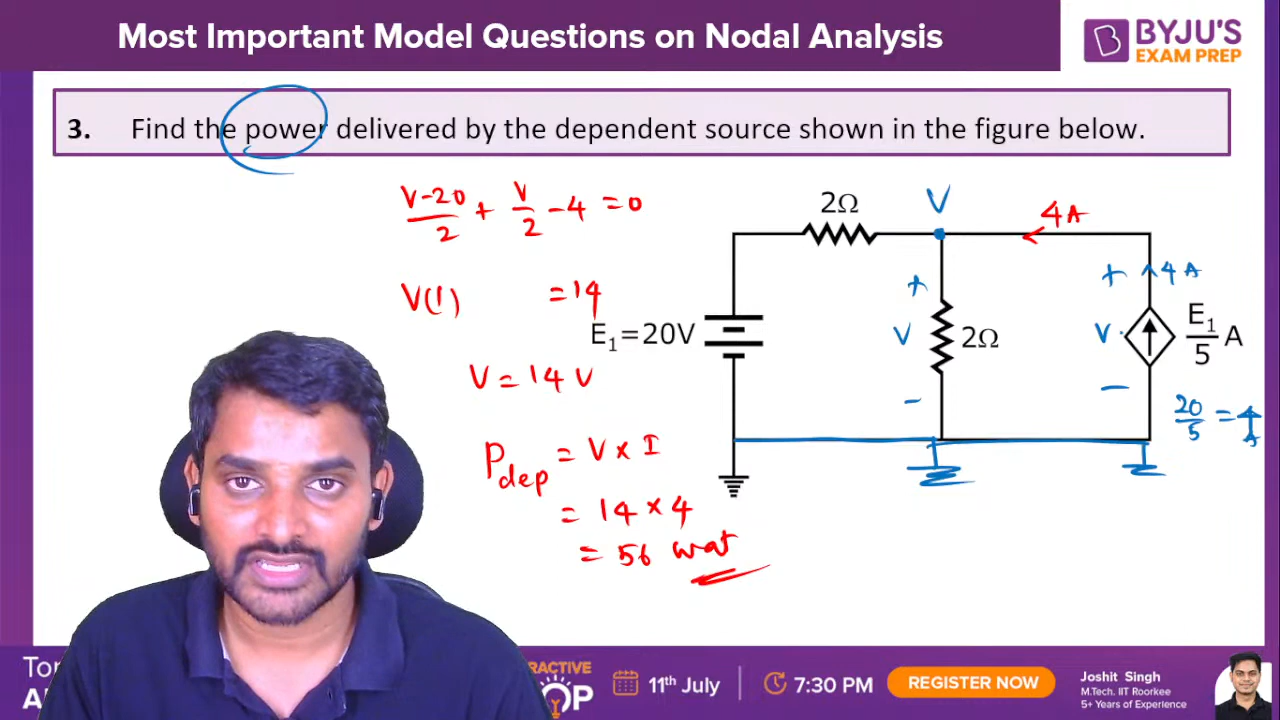 Most Important Model Questions on Nodal Analysis
BYJU'S
EXAM PREP
3. Find the power delivered by the dependent source shown in the figure below.
V-20/2 + V/2 - 4 = 0
V(1) = 14
V = 14 V
P dep = V x I
= 14 x 4
= 56 wat
2Ω
V
4A
+
V
-
2Ω
E₁=20V
+
4 A
V
-
E₁/5 A
20/5 = 4 A
11th July
7:30 PM
REGISTER NOW
Joshit Singh
M.Tech. IIT Roorkee
5+ Years of Experience